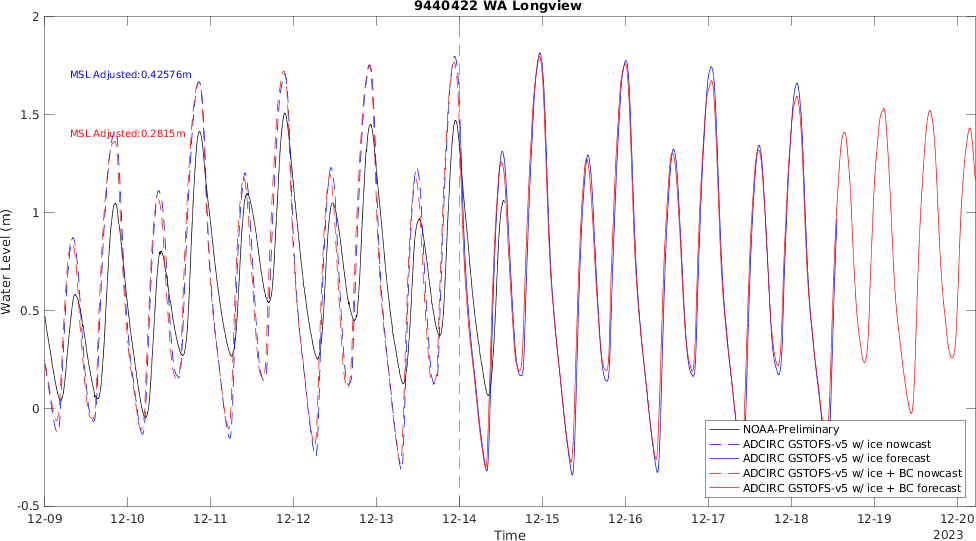 9440422 WA Longview
MSL Adjusted:0.42576m
MSL Adjusted:0.2815m
Water Level (m)
2
1.5
1
0.5
0
-0.5
NOAA-Preliminary
ADCIRC GSTOFS-v5 w/ ice nowcast
ADCIRC GSTOFS-v5 w/ ice forecast
ADCIRC GSTOFS-v5 w/ ice + BC nowcast
ADCIRC GSTOFS-v5 w/ ice + BC forecast
12-09 12-10 12-11 12-12 12-13 12-14 12-15 12-16 12-17 12-18 12-19 12-20
Time
2023